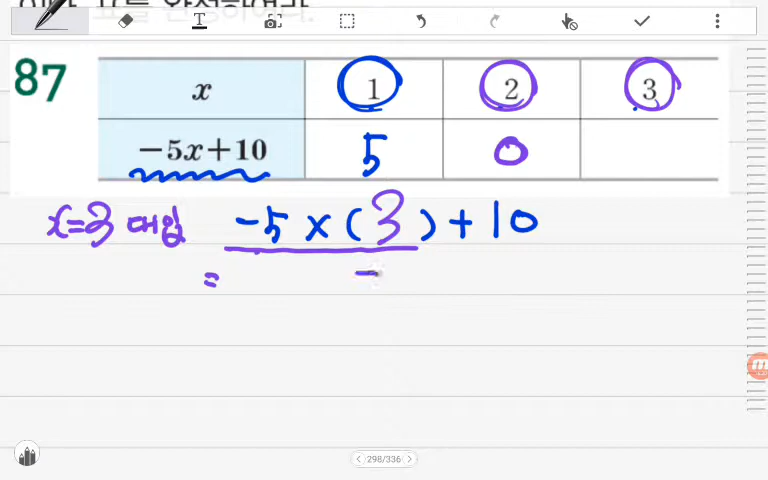 87
x 1 2 3
-5x+10 5 0
x=3 대입 -5×(3)+10
= -
298/336